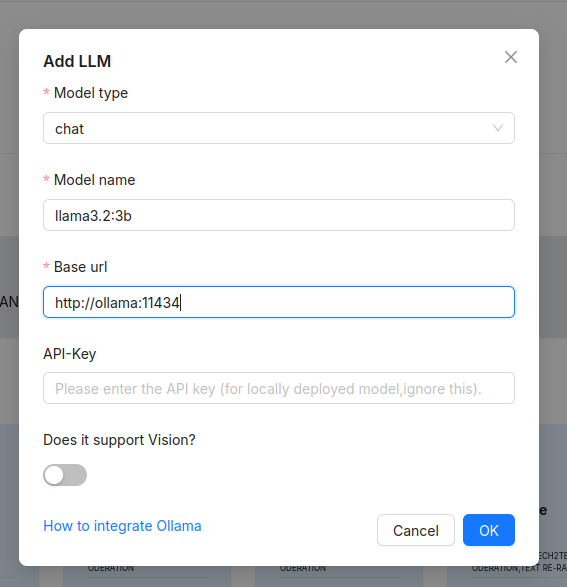 Add LLM
* Model type
chat
* Model name
llama3.2:3b
* Base url
http://ollama:11434
API-Key
Please enter the API key (for locally deployed model,ignore this).
Does it support Vision?
How to integrate Ollama
Cancel
OK
AN
e
ECH2TE
ODERATION
ODERATION
ODERATION,TEXT RE-RA